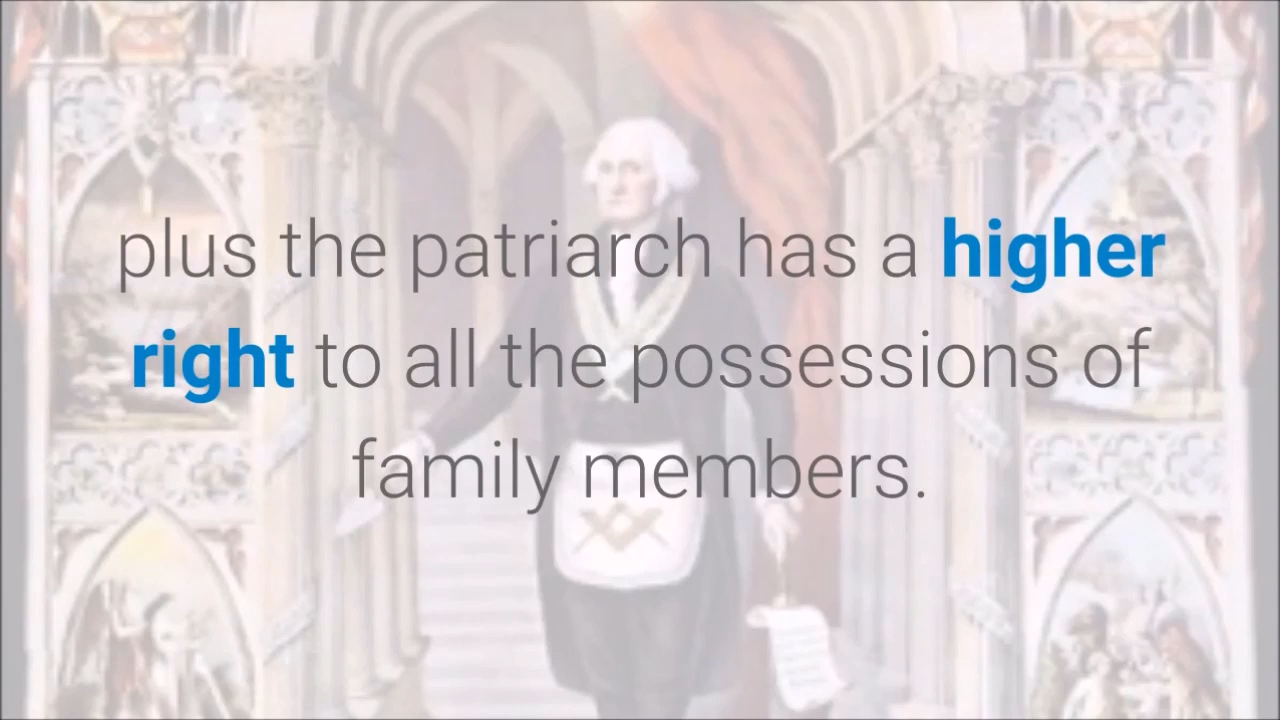 plus the patriarch has a higher
right to all the possessions of
family members.